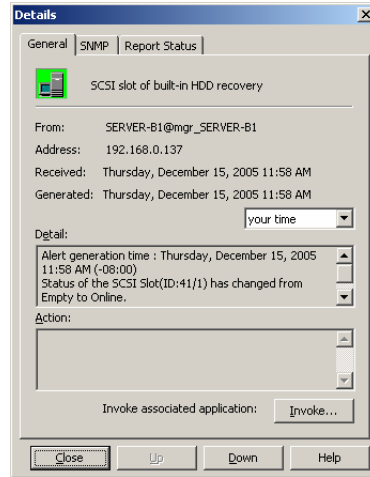 Details
General SNMP Report Status
SCSI slot of built-in HDD recovery
From: SERVER-B1@mgr_SERVER-B1
Address: 192.168.0.137
Received: Thursday, December 15, 2005 11:58 AM
Generated: Thursday, December 15, 2005 11:58 AM
your time
Detail:
Alert generation time : Thursday, December 15, 2005
11:58 AM (-08:00)
Status of the SCSI Slot(ID:41/1) has changed from
Empty to Online.
Action:
Invoke associated application: Invoke...
Close Up Down Help